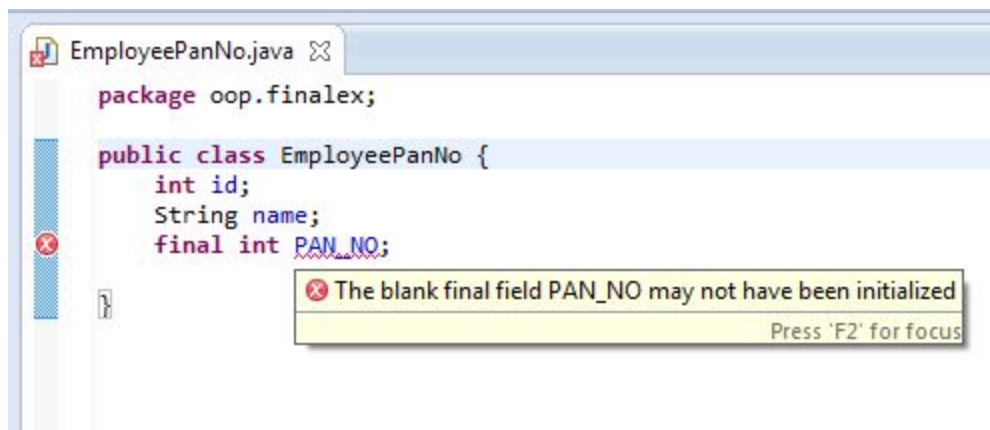 EmployeePanNo.java
package oop.finalex;
public class EmployeePanNo {
int id;
String name;
final int PAN_NO;
The blank final field PAN_NO may not have been initialized
Press 'F2' for focus
}